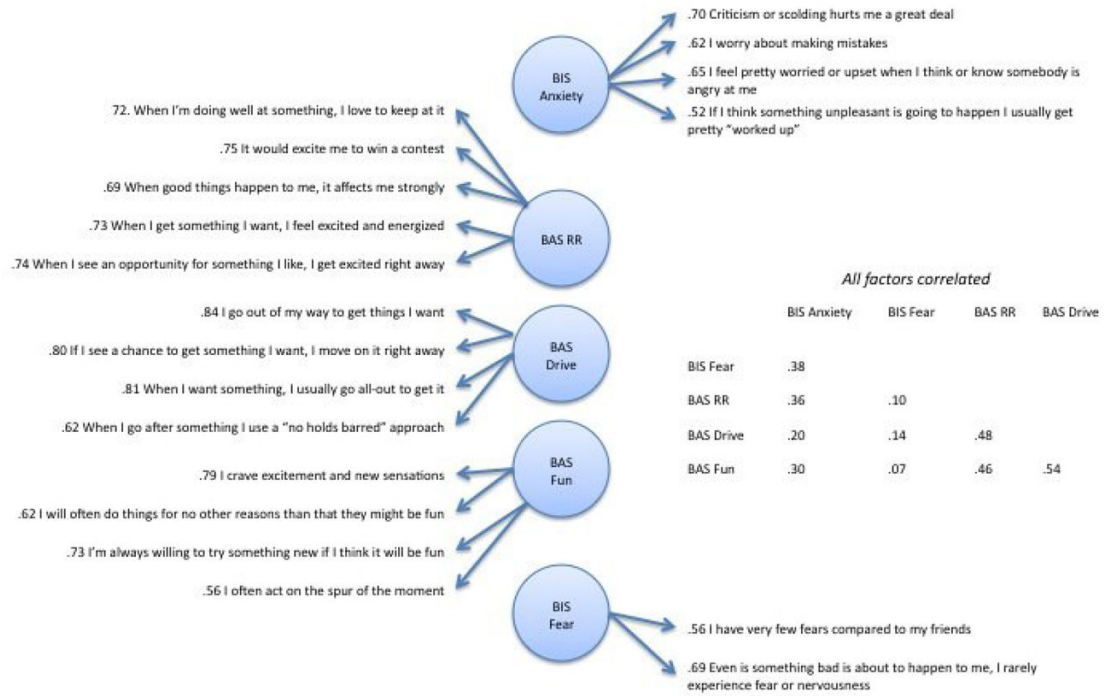 .70 Criticism or scolding hurts me a great deal
.62 I worry about making mistakes
.65 I feel pretty worried or upset when I think or know somebody is
angry at me
.52 If I think something unpleasant is going to happen I usually get
pretty “worked up”
BIS
Anxiety
72. When I’m doing well at something, I love to keep at it
.75 It would excite me to win a contest
.69 When good things happen to me, it affects me strongly
.73 When I get something I want, I feel excited and energized
.74 When I see an opportunity for something I like, I get excited right away
BAS RR
.84 I go out of my way to get things I want
.80 If I see a chance to get something I want, I move on it right away
.81 When I want something, I usually go all-out to get it
.62 When I go after something I use a “no holds barred” approach
BAS
Drive
.79 I crave excitement and new sensations
.62 I will often do things for no other reasons than that they might be fun
.73 I’m always willing to try something new if I think it will be fun
.56 I often act on the spur of the moment
BAS
Fun
All factors correlated
BIS Anxiety BIS Fear BAS RR BAS Drive
BIS Fear .38
BAS RR .36 .10
BAS Drive .20 .14 .48
BAS Fun .30 .07 .46 .54
BIS
Fear
.56 I have very few fears compared to my friends
.69 Even is something bad is about to happen to me, I rarely
experience fear or nervousness